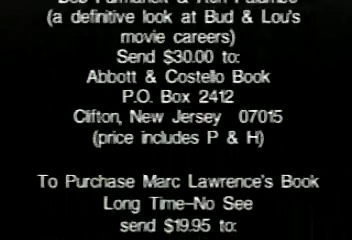 (a definitive look at Bud & Lou's
movie careers)
Send $30.00 to:
Abbott & Costello Book
P.O. Box 2412
Clifton, New Jersey 07015
(price includes P & H)
To Purchase Marc Lawrence's Book
Long Time-No See
send $19.95 to: